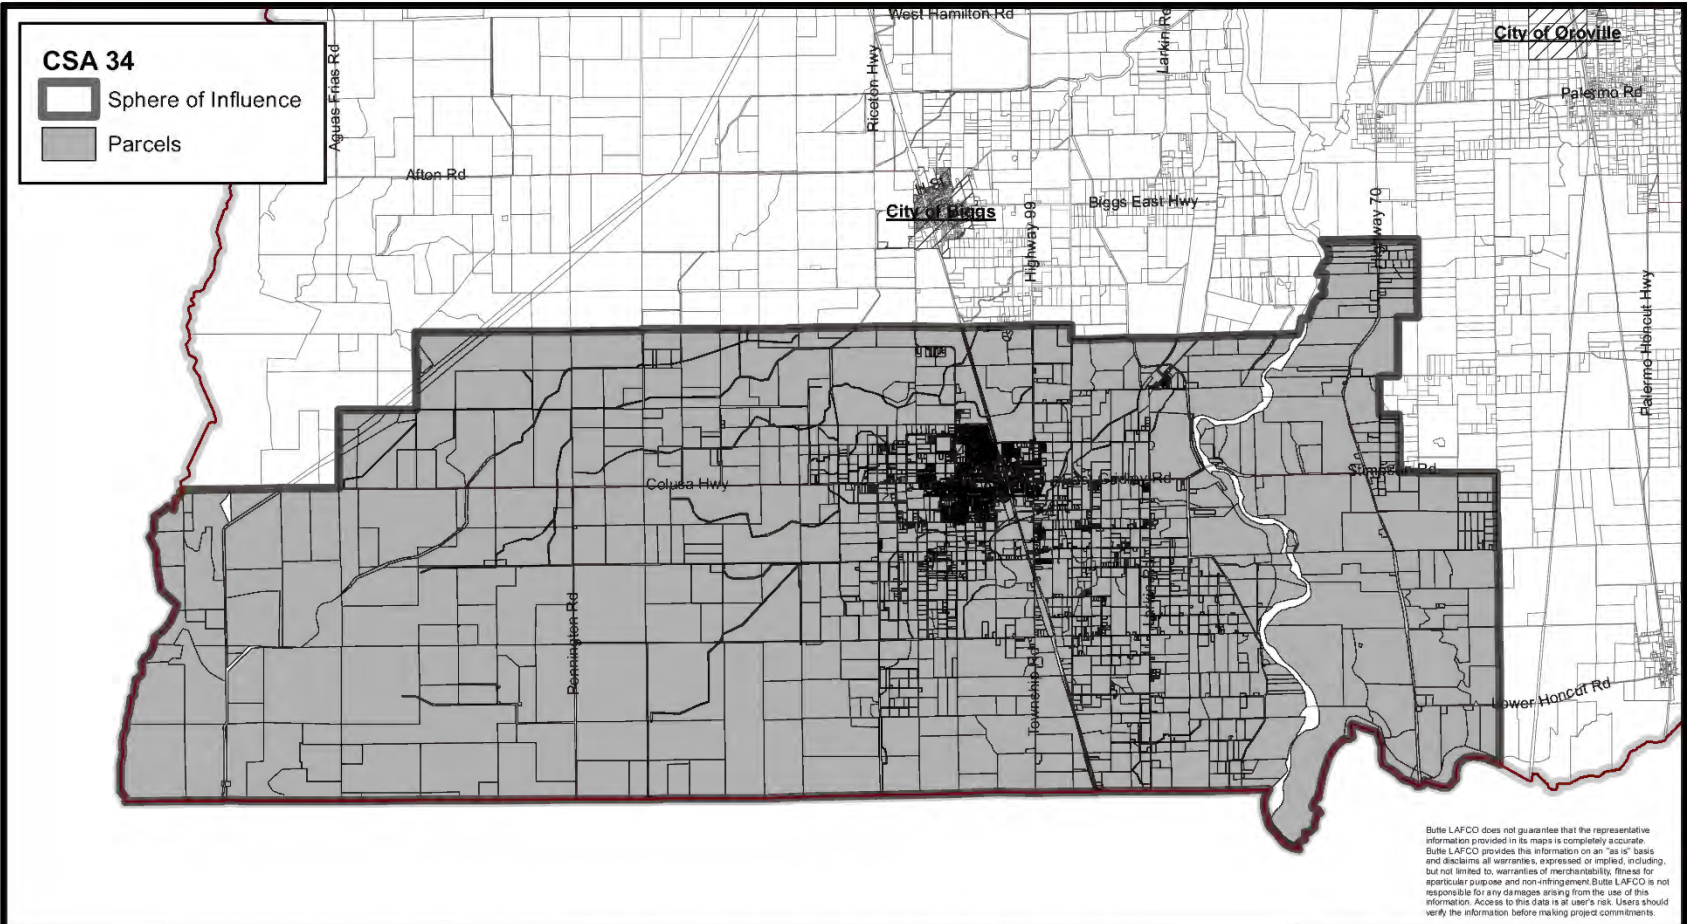 CSA 34
Sphere of Influence
Parcels
West Hamilton Rd
Larkin Rd
City of Oroville
Aguas Frias Rd
Riceton Hwy
Palermo Rd
Afton Rd
City of Biggs
Biggs East Hwy
Highway 99
Highway 70
Palermo Honcut Hwy
Colusa Hwy
Gridley Rd
Stimpson Rd
Pennington Rd
Larkin Rd
Township Rd
Lower Honcut Rd
Butte LAFCO does not guarantee that the representative
information provided in its maps is completely accurate.
Butte LAFCO provides this information on an "as is" basis
and disclaims all warranties, expressed or implied, including,
but not limited to, warranties of merchantability, fitness for
aparticular purpose and non-infringement.Butte LAFCO is not
responsible for any damages arising from the use of this
information. Access to this data is at user's risk. Users should
verify the information before making project commitments.